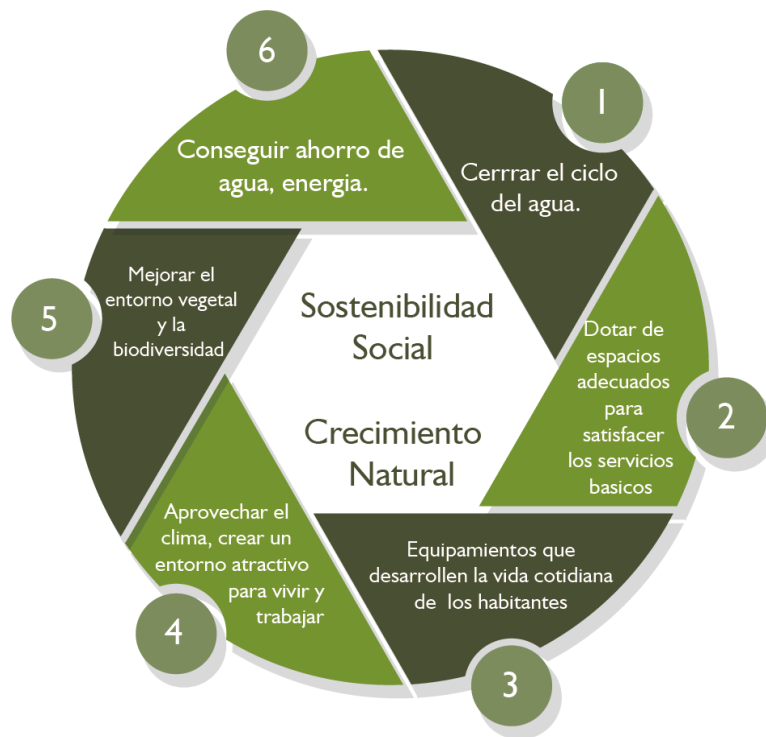 1
Cerrrar el ciclo
del agua.
2
Dotar de
espacios
adecuados
para
satisfacer
los servicios
basicos
3
Equipamientos que
desarrollen la vida cotidiana
de los habitantes
4
Aprovechar el
clima, crear un
entorno atractivo
para vivir y
trabajar
5
Mejorar el
entorno vegetal
y la
biodiversidad
6
Conseguir ahorro de
agua, energia.
Sostenibilidad
Social
Crecimiento
Natural